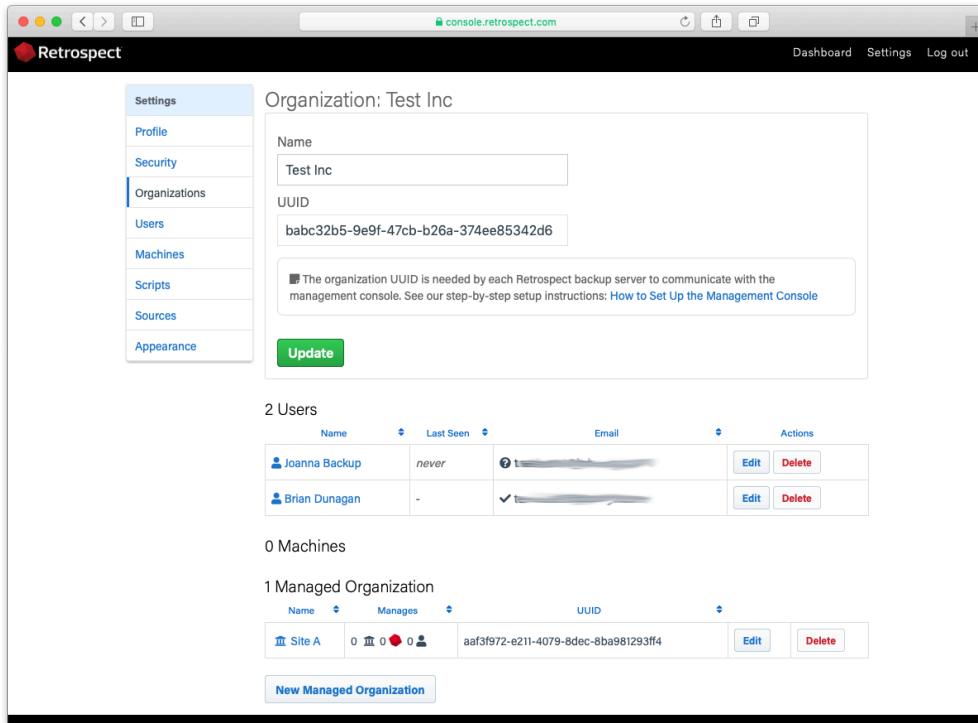 console.retrospect.com
Retrospect
Dashboard Settings Log out
Settings
Profile
Security
Organizations
Users
Machines
Scripts
Sources
Appearance
Organization: Test Inc
Name
Test Inc
UUID
babc32b5-9e9f-47cb-b26a-374ee85342d6
The organization UUID is needed by each Retrospect backup server to communicate with the
management console. See our step-by-step setup instructions: How to Set Up the Management Console
Update
2 Users
Name Last Seen Email Actions
Joanna Backup never Edit Delete
Brian Dunagan - Edit Delete
0 Machines
1 Managed Organization
Name Manages UUID
Site A 0 0 0 aaf3f972-e211-4079-8dec-8ba981293ff4 Edit Delete
New Managed Organization